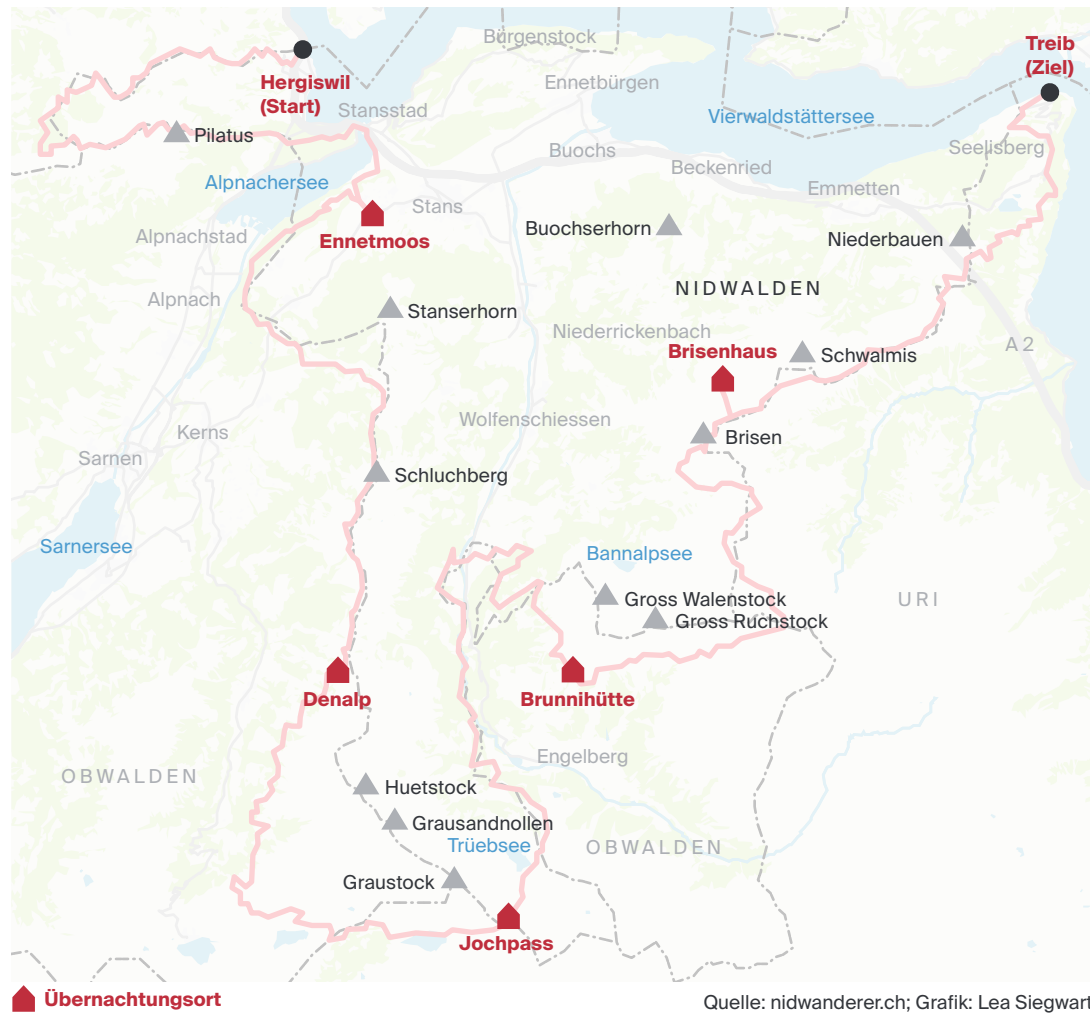 Bürgenstock
Treib
(Ziel)
Hergiswil
(Start)
Ennetbürgen
Stansstad
Vierwaldstättersee
Pilatus
Buochs
Seelisberg
Beckenried
Alpnachersee
Emmetten
Stans
Ennetmoos
Buochserhorn
Alpnachstad
Niederbauen
NIDWALDEN
Alpnach
Stanserhorn
Niederrickenbach
A2
Brisenhaus
Schwalmis
Wolfenschiessen
Kerns
Brisen
Sarnen
Schluchberg
Sarnersee
Bannalpsee
Gross Walenstock
URI
Gross Ruchstock
Denalp
Brunnihütte
Engelberg
OBWALDEN
Huetstock
Grausandnollen
Trüebsee
OBWALDEN
Graustock
Jochpass
Übernachtungsort
Quelle: nidwanderer.ch; Grafik: Lea Siegwart